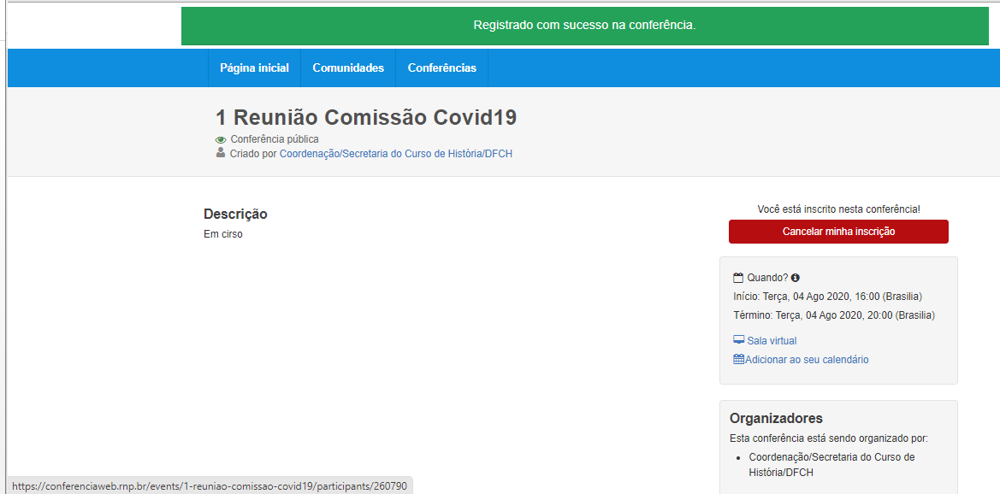 Registrado com sucesso na conferência.
Página inicial Comunidades Conferências
1 Reunião Comissão Covid19
Conferência pública
Criado por Coordenação/Secretaria do Curso de História/DFCH
Descrição
Em cirso
Você está inscrito nesta conferência!
Cancelar minha inscrição
Quando?
Início: Terça, 04 Ago 2020, 16:00 (Brasilia)
Término: Terça, 04 Ago 2020, 20:00 (Brasilia)
Sala virtual
Adicionar ao seu calendário
Organizadores
Esta conferência está sendo organizado por:
Coordenação/Secretaria do Curso de
História/DFCH
https://conferenciaweb.rnp.br/events/1-reuniao-comissao-covid19/participants/260790